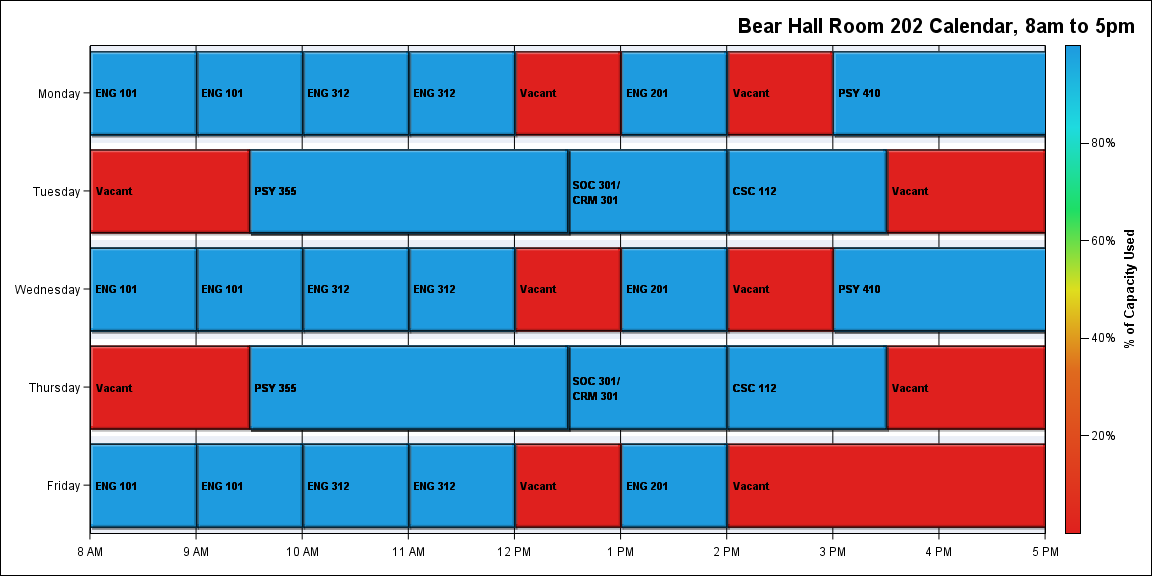 Bear Hall Room 202 Calendar, 8am to 5pm
Monday
ENG 101
ENG 101
ENG 312
ENG 312
Vacant
ENG 201
Vacant
PSY 410
Tuesday
Vacant
PSY 355
SOC 301/
CRM 301
CSC 112
Vacant
Wednesday
ENG 101
ENG 101
ENG 312
ENG 312
Vacant
ENG 201
Vacant
PSY 410
Thursday
Vacant
PSY 355
SOC 301/
CRM 301
CSC 112
Vacant
Friday
ENG 101
ENG 101
ENG 312
ENG 312
Vacant
ENG 201
Vacant
8 AM
9 AM
10 AM
11 AM
12 PM
1 PM
2 PM
3 PM
4 PM
5 PM
80%
60%
40%
20%
% of Capacity Used